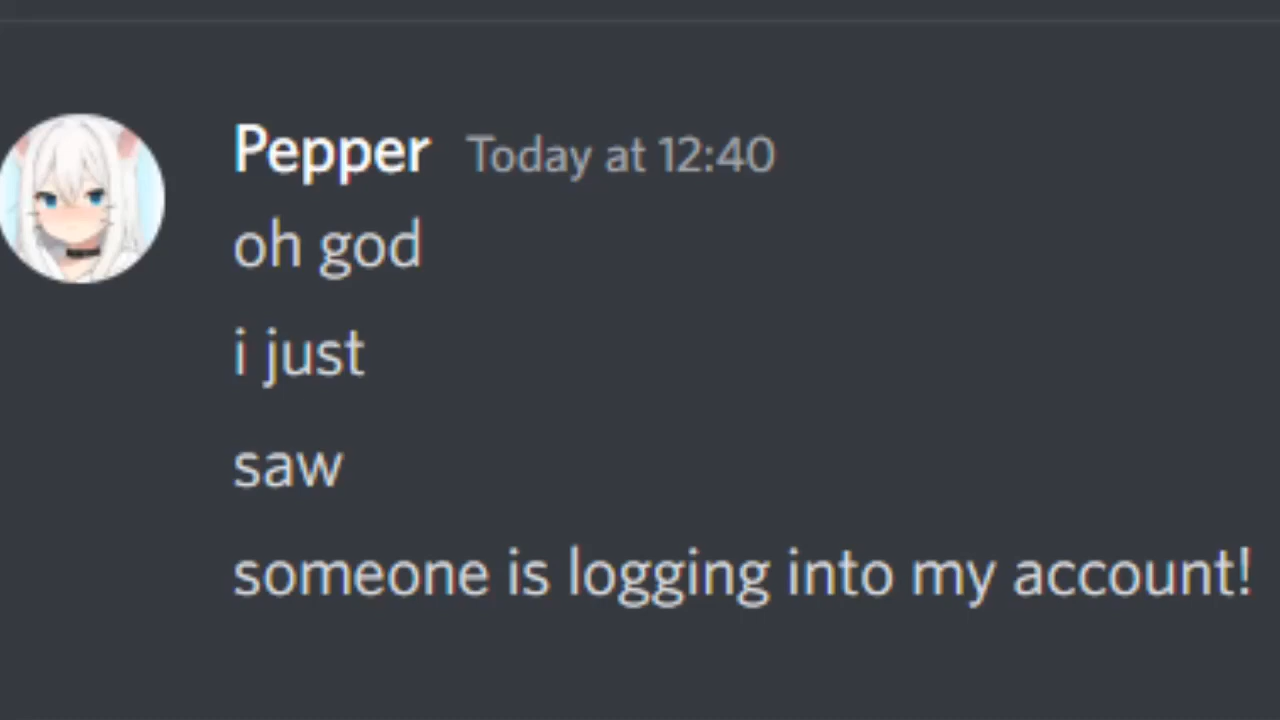 Pepper Today at 12:40
oh god
i just
saw
someone is logging into my account!